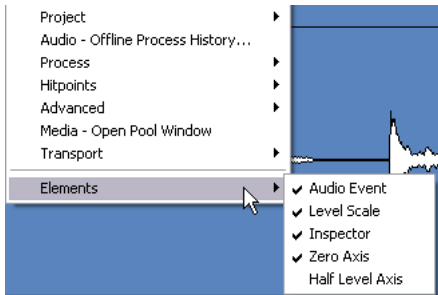 Project
Audio - Offline Process History...
Process
Hitpoints
Advanced
Media - Open Pool Window
Transport
Elements
Audio Event
Level Scale
Inspector
Zero Axis
Half Level Axis